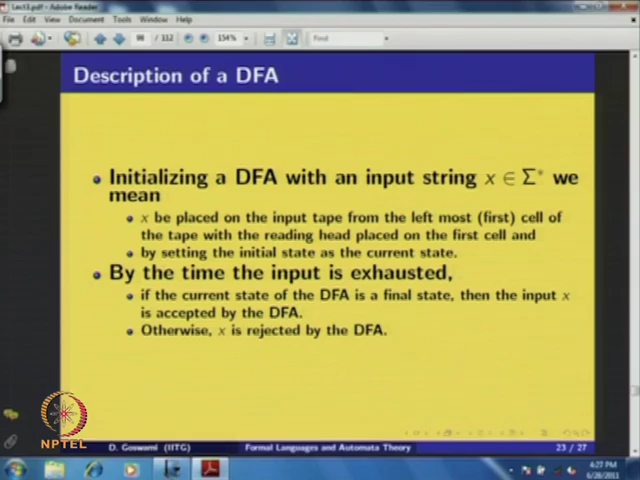 Lect3.pdf - Adobe Reader
File Edit View Document Tools Window Help
98 / 112 154% Find
Description of a DFA
• Initializing a DFA with an input string x ∈ Σ* we
mean
• x be placed on the input tape from the left most (first) cell of
the tape with the reading head placed on the first cell and
• by setting the initial state as the current state.
• By the time the input is exhausted,
• if the current state of the DFA is a final state, then the input x
is accepted by the DFA.
• Otherwise, x is rejected by the DFA.
NPTEL
D. Goswami (IITG) Formal Languages and Automata Theory 23 / 27
4:27 PM
6/28/2011